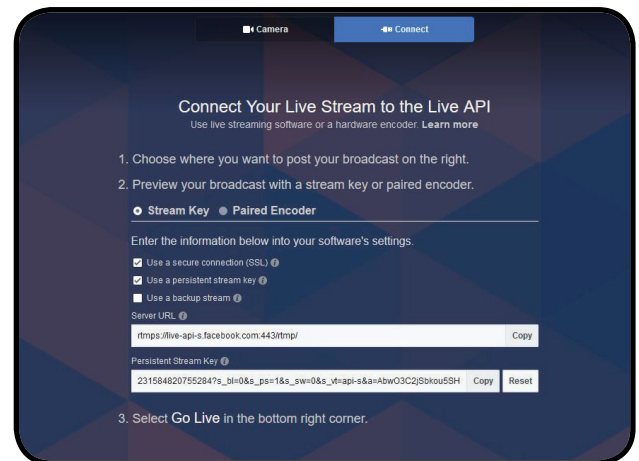 Camera
Connect
Connect Your Live Stream to the Live API
Use live streaming software or a hardware encoder. Learn more
1. Choose where you want to post your broadcast on the right.
2. Preview your broadcast with a stream key or paired encoder.
Stream Key Paired Encoder
Enter the information below into your software's settings.
Use a secure connection (SSL)
Use a persistent stream key
Use a backup stream
Server URL
rtmps://live-api-s.facebook.com:443/rtmp/ Copy
Persistent Stream Key
231584820755284?s_bl=0&s_ps=1&s_sw=0&s_vt=api-s&a=AbwO3C2jSbkou5SH Copy Reset
3. Select Go Live in the bottom right corner.